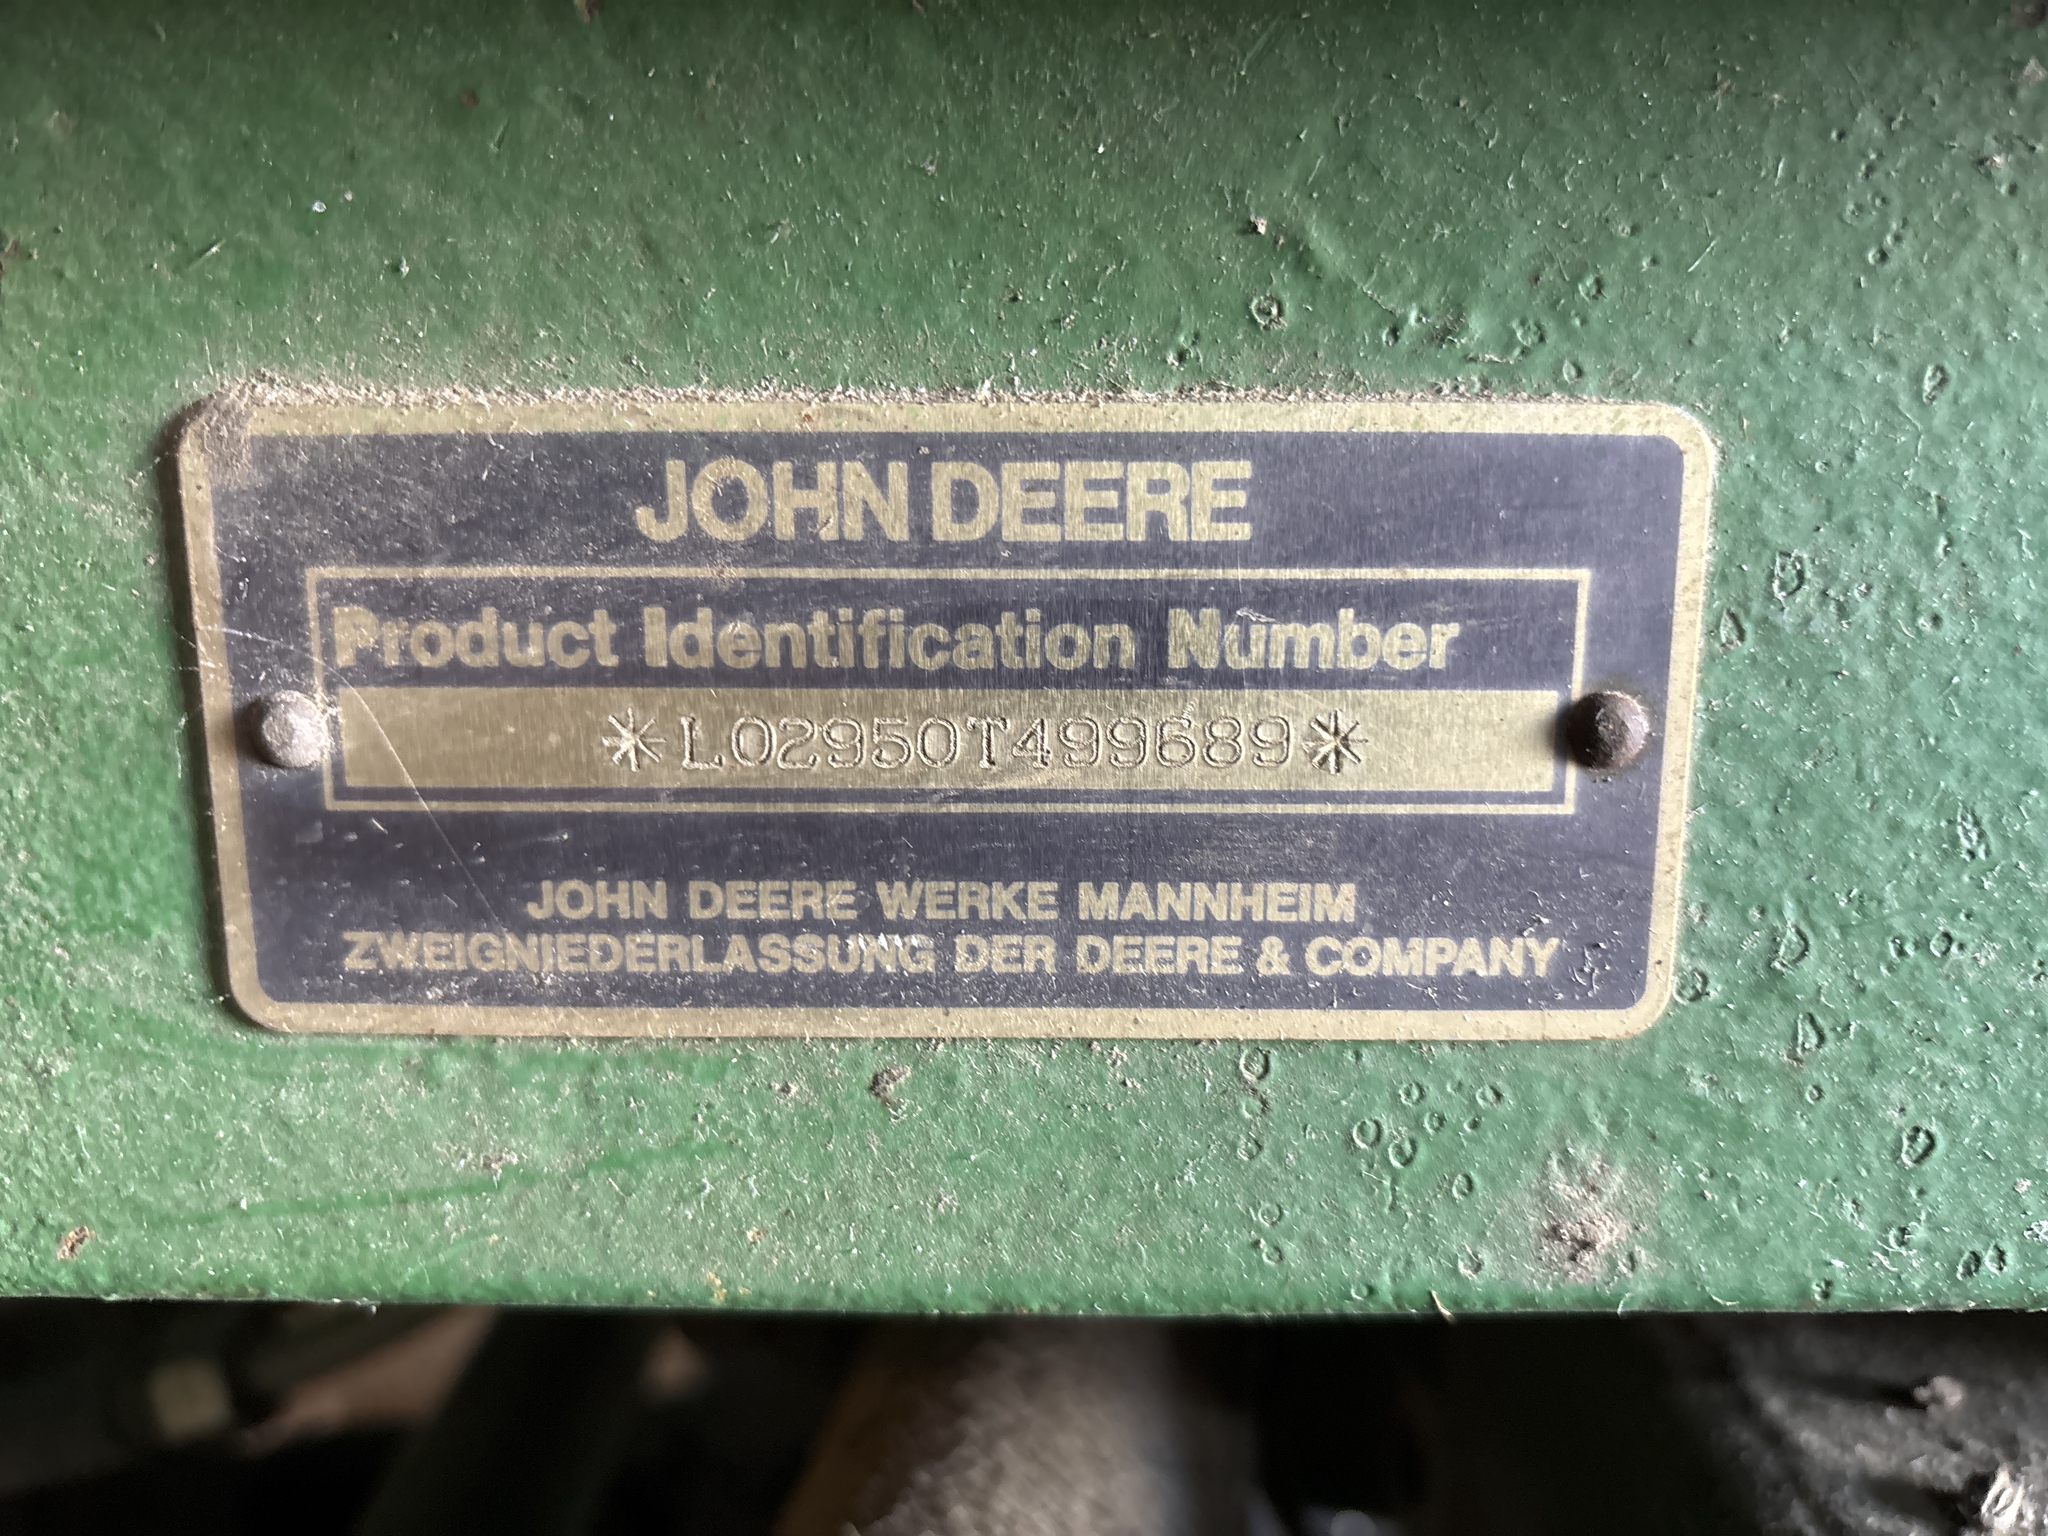 JOHN DEERE
Product Identification Number
*L02950T499689*
JOHN DEERE WERKE MANNHEIM
ZWEIGNIEDERLASSUNG DER DEERE & COMPANY